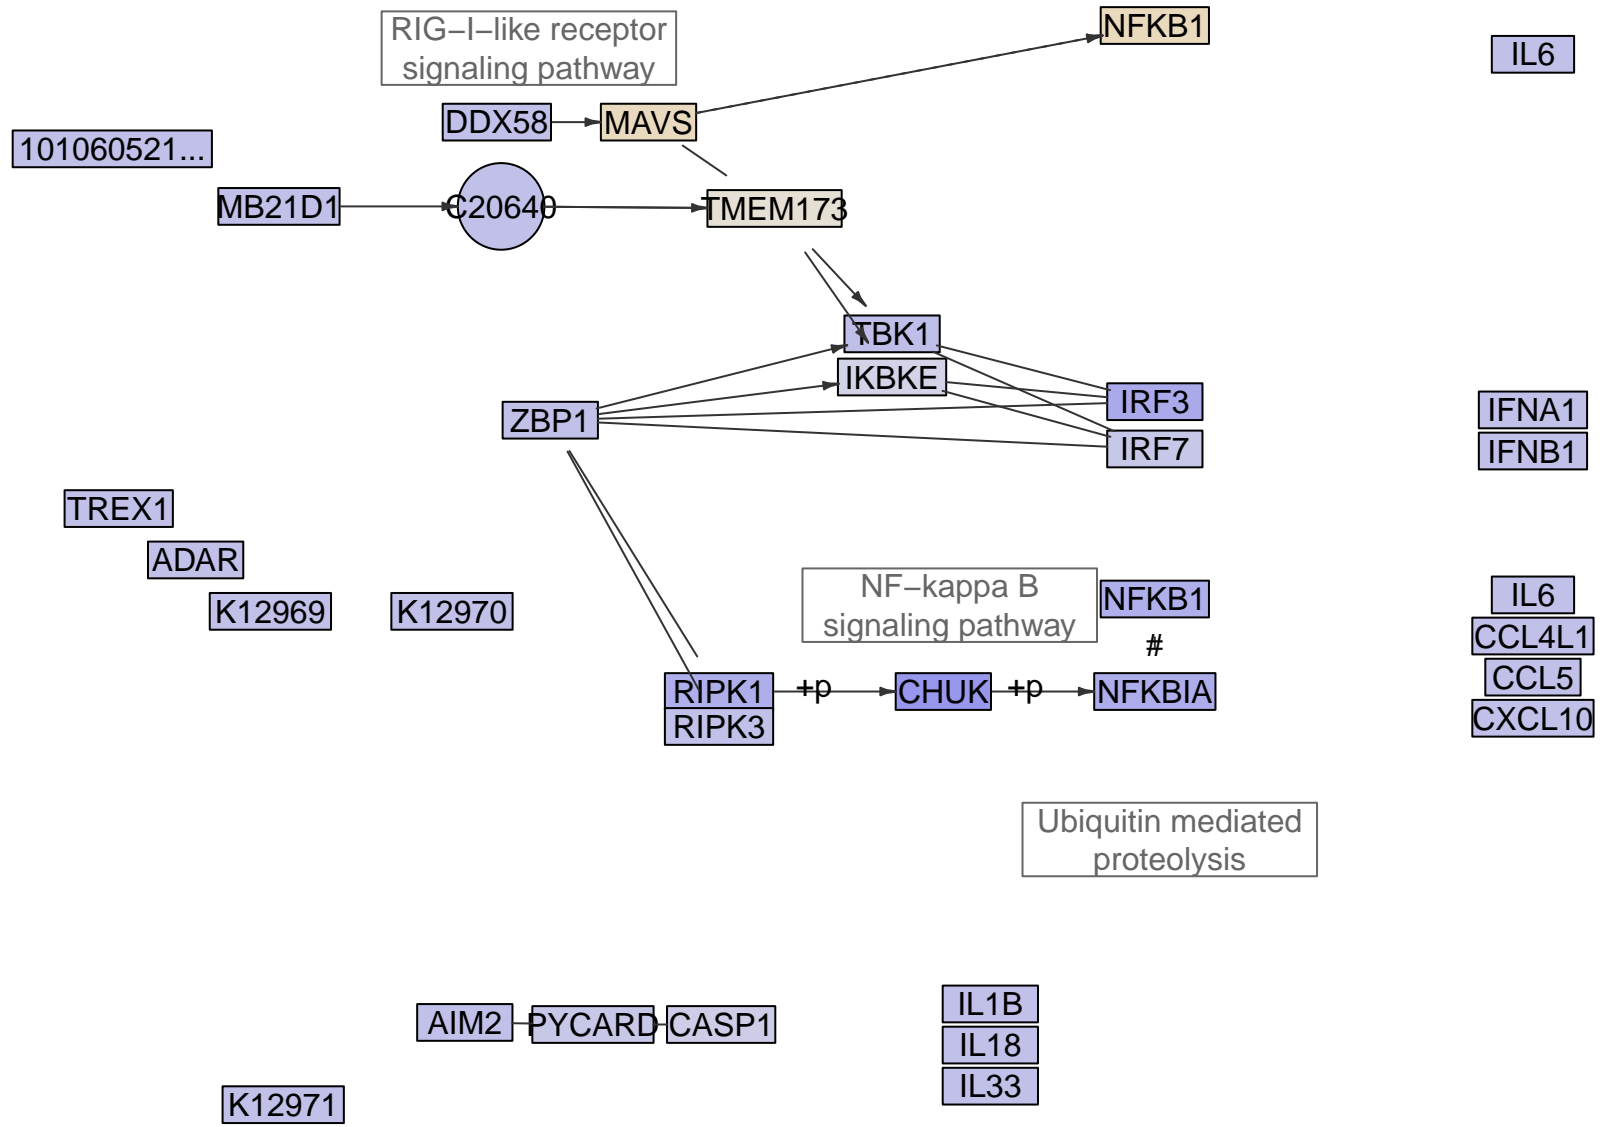 RIG−I−like receptor
signaling pathway
NFKB1
IL6
DDX58
MAVS
101060521...
MB21D1
C20640
TMEM173
TBK1
IKBKE
IRF3
ZBP1
IRF7
IFNA1
IFNB1
TREX1
ADAR
K12969
K12970
NF−kappa B
signaling pathway
NFKB1
#
IL6
CCL4L1
CCL5
CXCL10
RIPK1
+p
CHUK
+p
NFKBIA
RIPK3
Ubiquitin mediated
proteolysis
AIM2
PYCARD
CASP1
IL1B
IL18
IL33
K12971